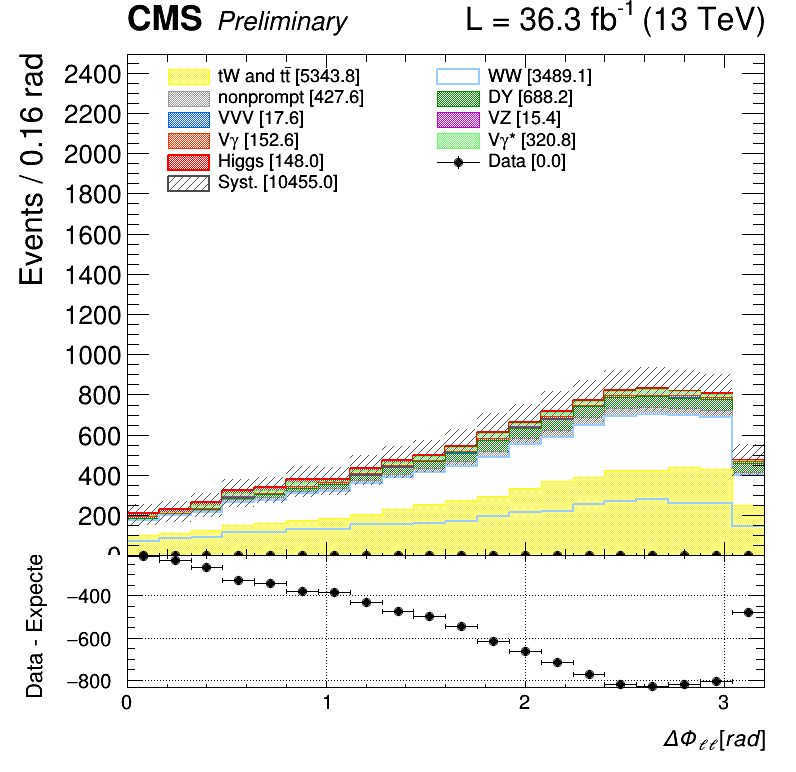 CMS Preliminary L = 36.3 fb⁻¹ (13 TeV)
Events / 0.16 rad
2400
2200
2000
1800
1600
1400
1200
1000
800
600
400
200
0
tW and tt̄ [5343.8]
nonprompt [427.6]
VVV [17.6]
Vγ [152.6]
Higgs [148.0]
Syst. [10455.0]
WW [3489.1]
DY [688.2]
VZ [15.4]
Vγ* [320.8]
Data [0.0]
Data - Expecte
−400
−600
−800
0 1 2 3
ΔΦℓℓ[rad]